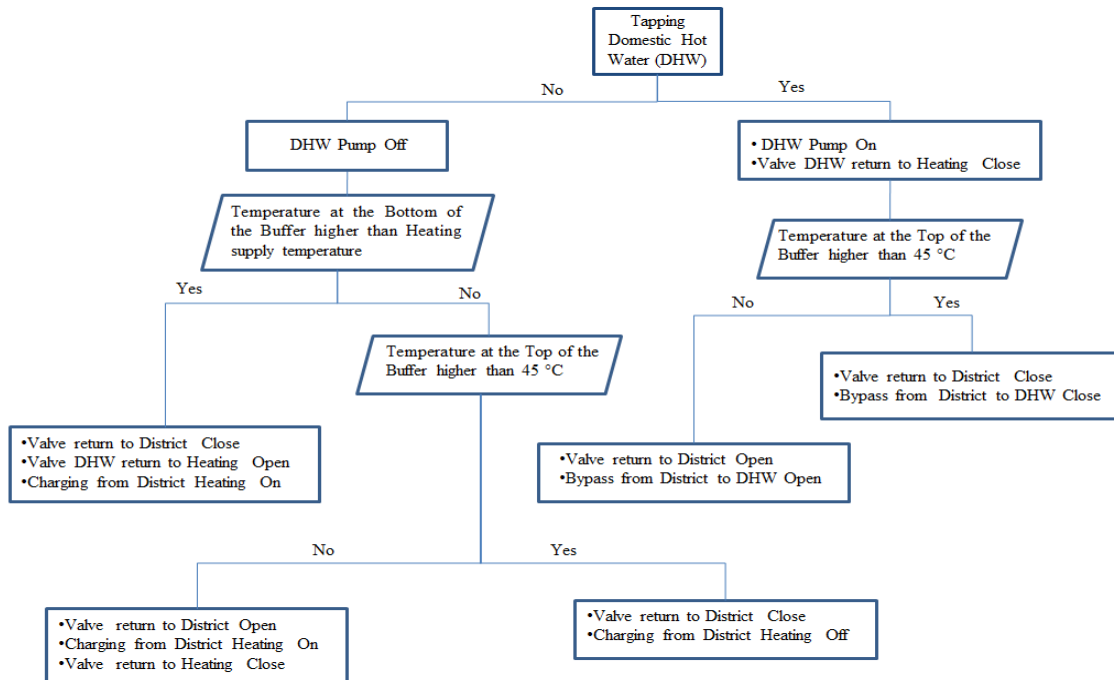 Tapping
Domestic Hot
Water (DHW)
No
Yes
DHW Pump Off
• DHW Pump On
•Valve DHW return to Heating Close
Temperature at the Bottom of
the Buffer higher than Heating
supply temperature
Temperature at the Top of the
Buffer higher than 45 °C
Yes
No
No
Yes
Temperature at the Top of the
Buffer higher than 45 °C
•Valve return to District Close
•Bypass from District to DHW Close
•Valve return to District Close
•Valve DHW return to Heating Open
•Charging from District Heating On
•Valve return to District Open
•Bypass from District to DHW Open
No
Yes
•Valve return to District Open
•Charging from District Heating On
•Valve return to Heating Close
•Valve return to District Close
•Charging from District Heating Off